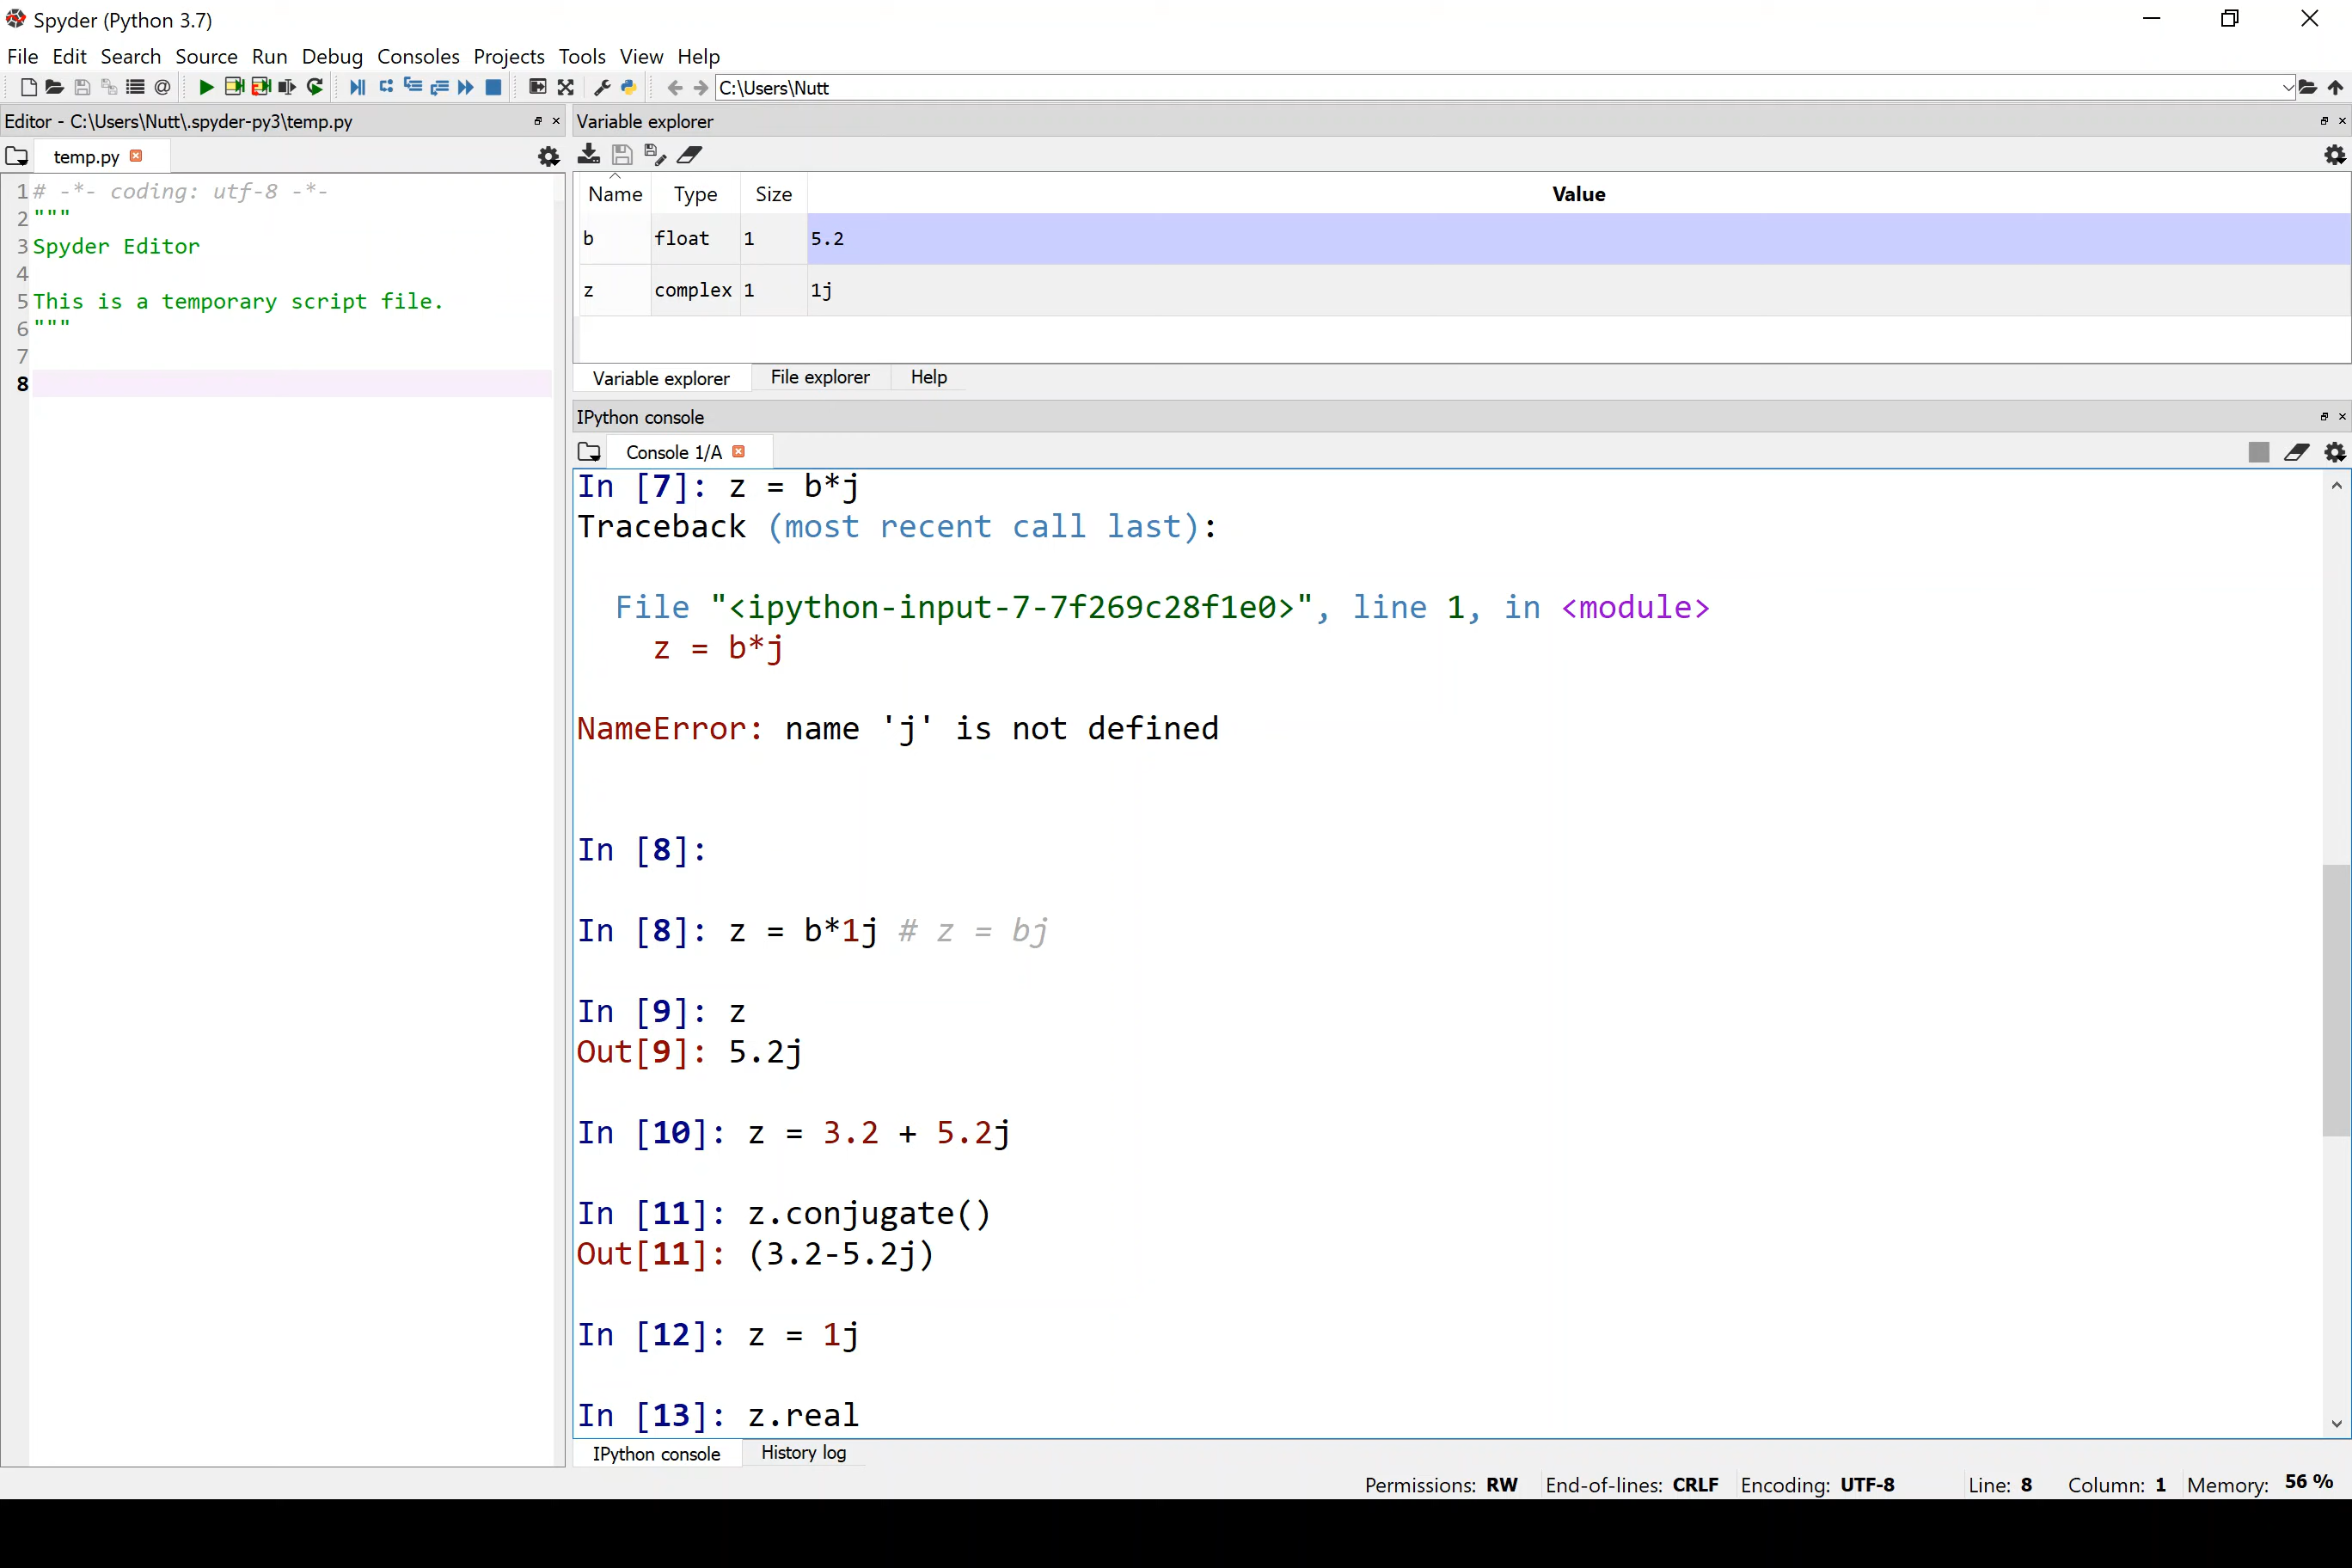 Spyder (Python 3.7)
File Edit Search Source Run Debug Consoles Projects Tools View Help
C:\Users\Nutt
Editor - C:\Users\Nutt\.spyder-py3\temp.py
temp.py
1 # -*- coding: utf-8 -*-
2 """
3 Spyder Editor
4
5 This is a temporary script file.
6 """
7
8
Variable explorer
Name Type Size Value
b float 1 5.2
z complex 1 1j
Variable explorer File explorer Help
IPython console
Console 1/A
In [7]: z = b*j
Traceback (most recent call last):
File "<ipython-input-7-7f269c28f1e0>", line 1, in <module>
z = b*j
NameError: name 'j' is not defined
In [8]:
In [8]: z = b*1j # z = bj
In [9]: z
Out[9]: 5.2j
In [10]: z = 3.2 + 5.2j
In [11]: z.conjugate()
Out[11]: (3.2-5.2j)
In [12]: z = 1j
In [13]: z.real
IPython console History log
Permissions: RW End-of-lines: CRLF Encoding: UTF-8 Line: 8 Column: 1 Memory: 56 %